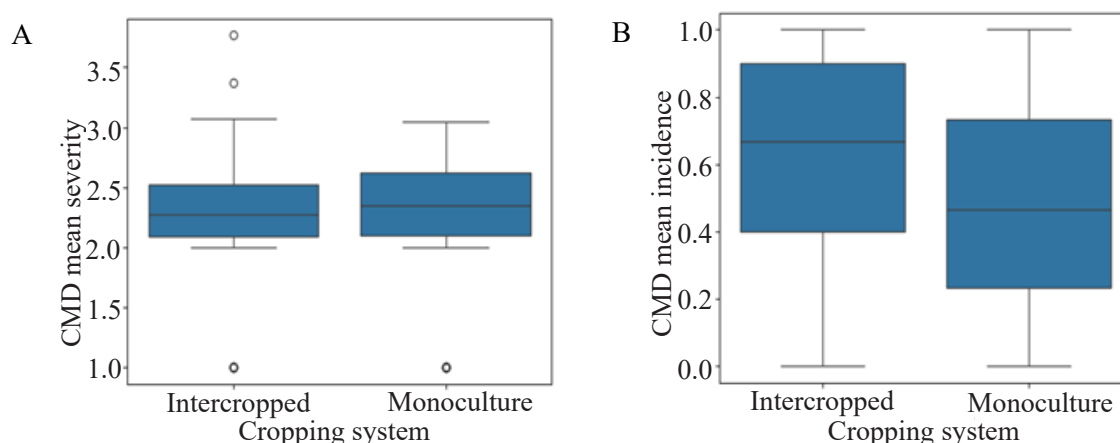 A
CMD mean severity
3.5
3.0
2.5
2.0
1.5
1.0
Intercropped Monoculture
Cropping system
B
CMD mean incidence
1.0
0.8
0.6
0.4
0.2
0.0
Intercropped Monoculture
Cropping system